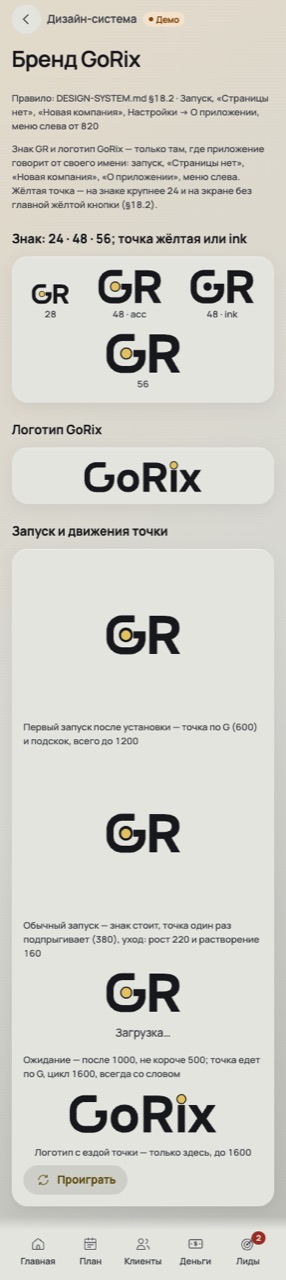 Дизайн-система
Демо
Бренд GoRix
Правило: DESIGN-SYSTEM.md §18.2 · Запуск, «Страницы
нет», «Новая компания», Настройки → О приложении,
меню слева от 820
Знак GR и логотип GoRix — только там, где приложение
говорит от своего имени: запуск, «Страницы нет»,
«Новая компания», «О приложении», меню слева.
Жёлтая точка — на знаке крупнее 24 и на экране без
главной жёлтой кнопки (§18.2).
Знак: 24 · 48 · 56; точка жёлтая или ink
GR GR GR
28 48 · acc 48 · ink
GR
56
Логотип GoRix
GoRix
Запуск и движения точки
GR
Первый запуск после установки — точка по G (600)
и подскок, всего до 1200
GR
Обычный запуск — знак стоит, точка один раз
подпрыгивает (380), уход: рост 220 и растворение
160
GR
Загрузка...
Ожидание — после 1000, не короче 500; точка едет
по G, цикл 1600, всегда со словом
GoRix
Логотип с ездой точки — только здесь, до 1600
Проиграть
2
Главная План Клиенты Деньги Лиды